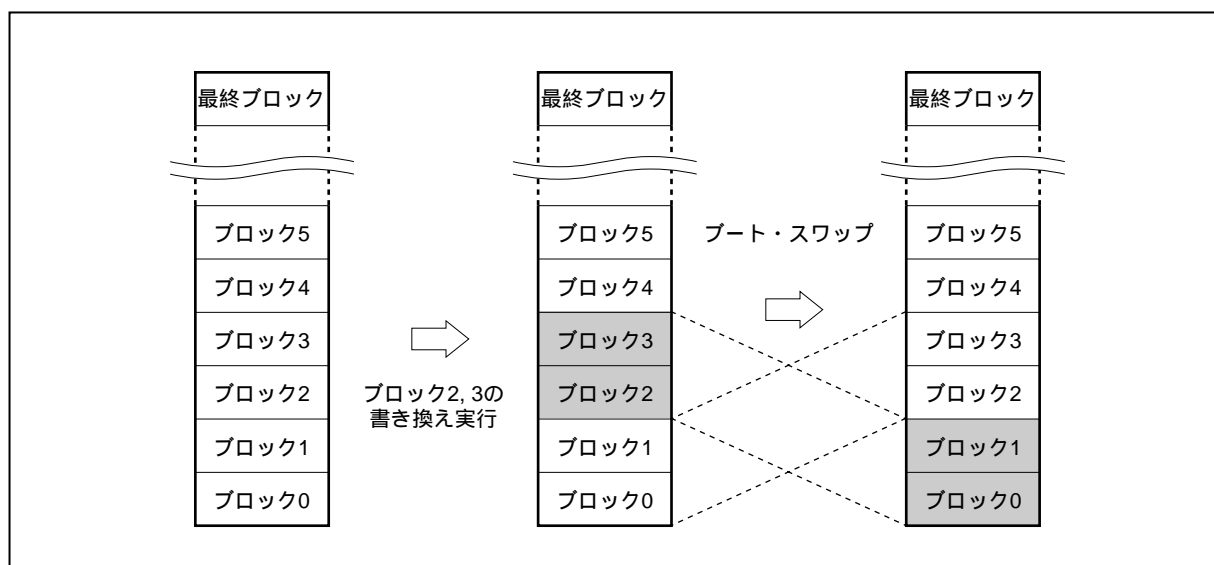 最終ブロック
ブロック5
ブロック4
ブロック3
ブロック2
ブロック1
ブロック0
ブロック2, 3の
書き換え実行
最終ブロック
ブロック5
ブロック4
ブロック3
ブロック2
ブロック1
ブロック0
ブート・スワップ
最終ブロック
ブロック5
ブロック4
ブロック3
ブロック2
ブロック1
ブロック0